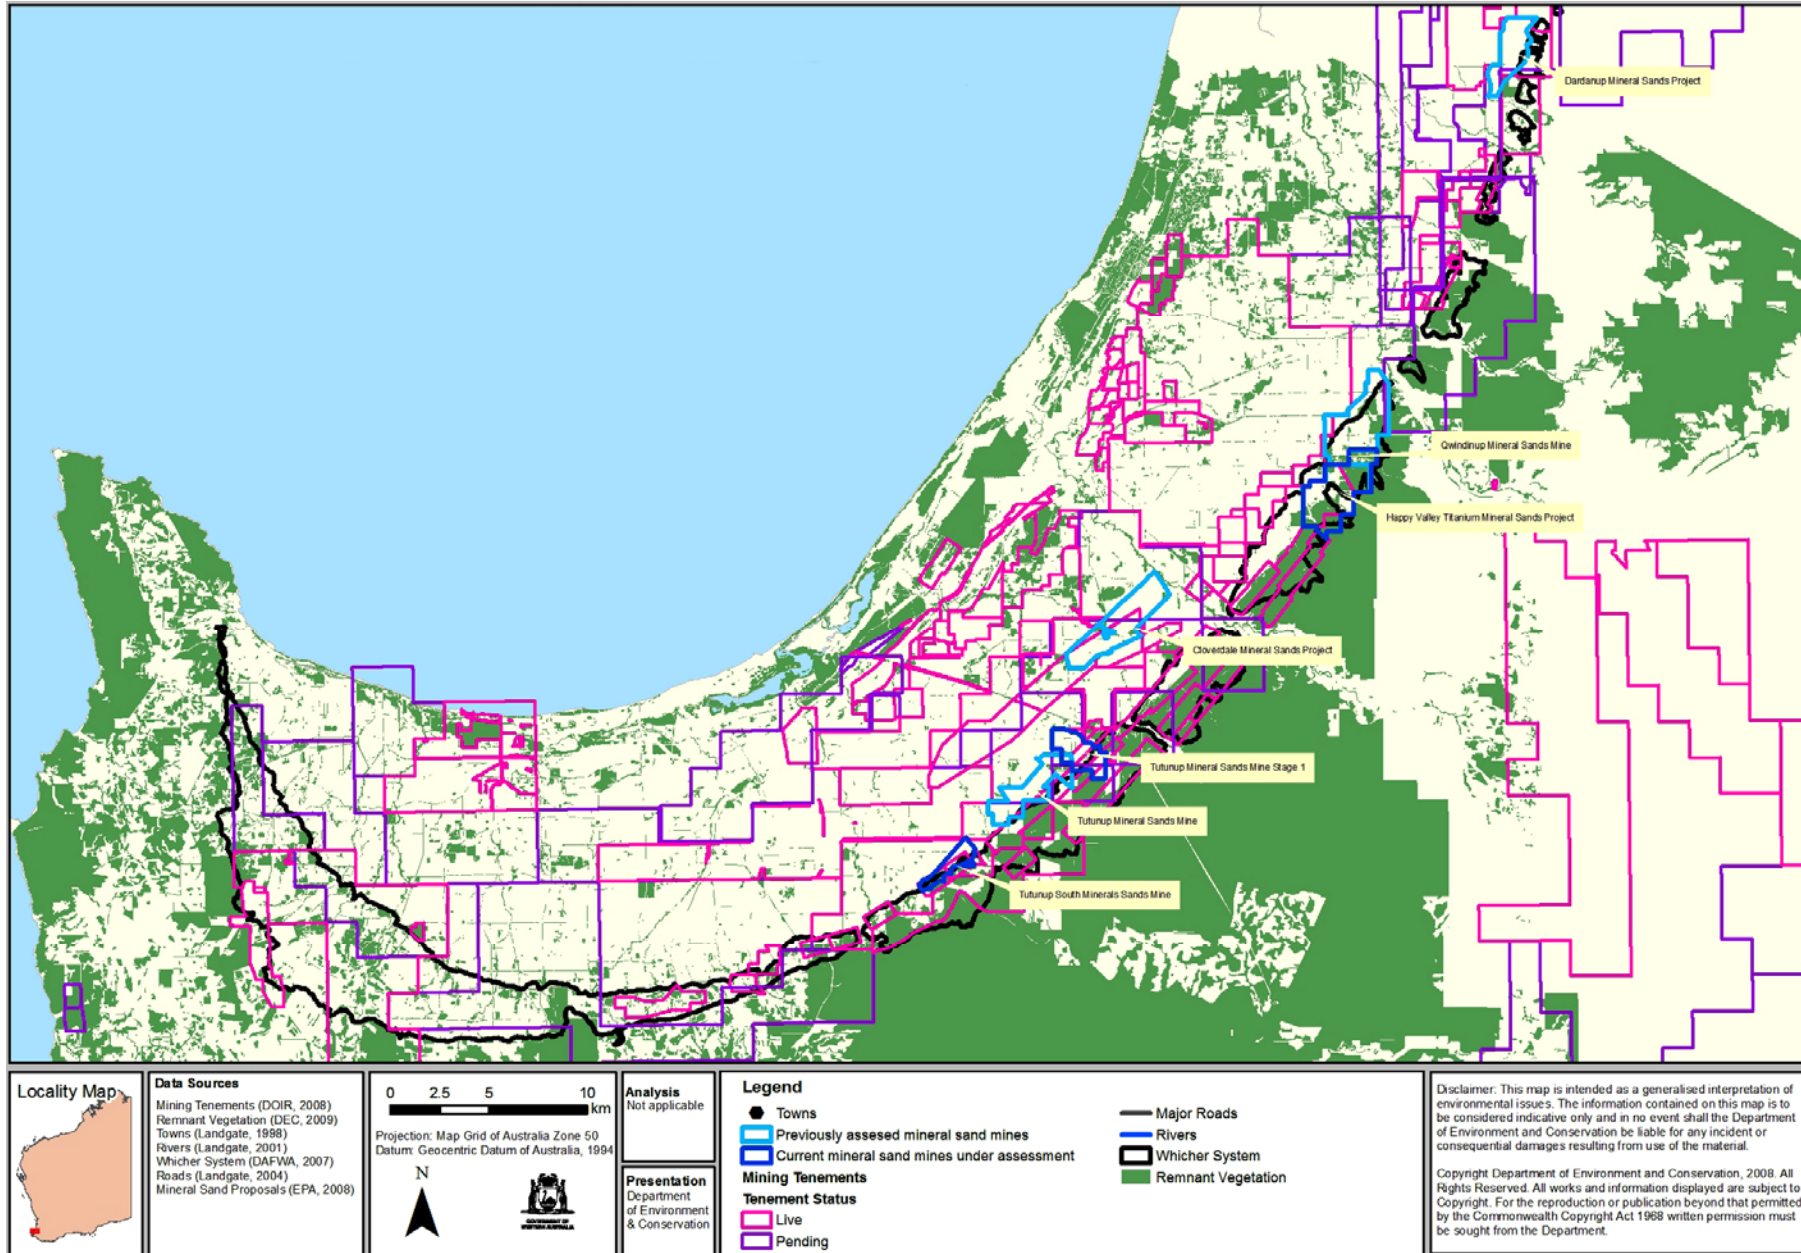 Dardanup Mineral Sands Project
Qwindinup Mineral Sands Mine
Happy Valley Titanium Mineral Sands Project
Cloverdale Mineral Sands Project
Tutunup Mineral Sands Mine Stage 1
Tutunup Mineral Sands Mine
Tutunup South Minerals Sands Mine
Locality Map
Data Sources
Mining Tenements (DOIR, 2008)
Remnant Vegetation (DEC, 2009)
Towns (Landgate, 1998)
Rivers (Landgate, 2001)
Whicher System (DAFWA, 2007)
Roads (Landgate, 2004)
Mineral Sand Proposals (EPA, 2008)
0 2.5 5 10
km
Projection: Map Grid of Australia Zone 50
Datum: Geocentric Datum of Australia, 1994
N
GOVERNMENT OF
WESTERN AUSTRALIA
Analysis
Not applicable
Presentation
Department
of Environment
& Conservation
Legend
Towns
Previously assesed mineral sand mines
Current mineral sand mines under assessment
Mining Tenements
Tenement Status
Live
Pending
Major Roads
Rivers
Whicher System
Remnant Vegetation
Disclaimer: This map is intended as a generalised interpretation of
environmental issues. The information contained on this map is to
be considered indicative only and in no event shall the Department
of Environment and Conservation be liable for any incident or
consequential damages resulting from use of the material.
Copyright Department of Environment and Conservation, 2008. All
Rights Reserved. All works and information displayed are subject to
Copyright. For the reproduction or publication beyond that permitted
by the Commonwealth Copyright Act 1968 written permission must
be sought from the Department.